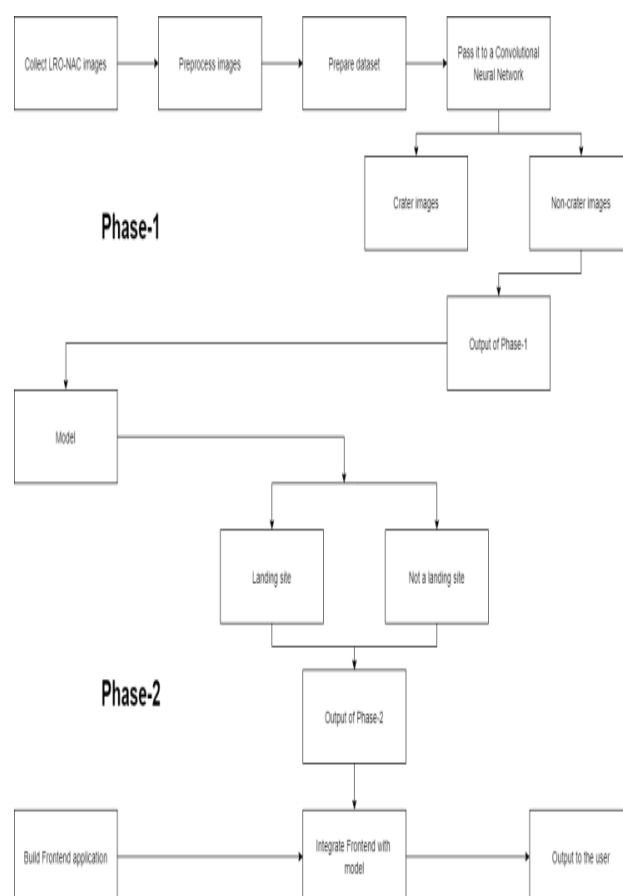 Collect LRO-NAC images
Preprocess images
Prepare dataset
Pass it to a Convolutional
Neural Network
Crater images
Non-crater images
Phase-1
Output of Phase-1
Model
Landing site
Not a landing site
Phase-2
Output of Phase-2
Build Frontend application
Integrate Frontend with
model
Output to the user